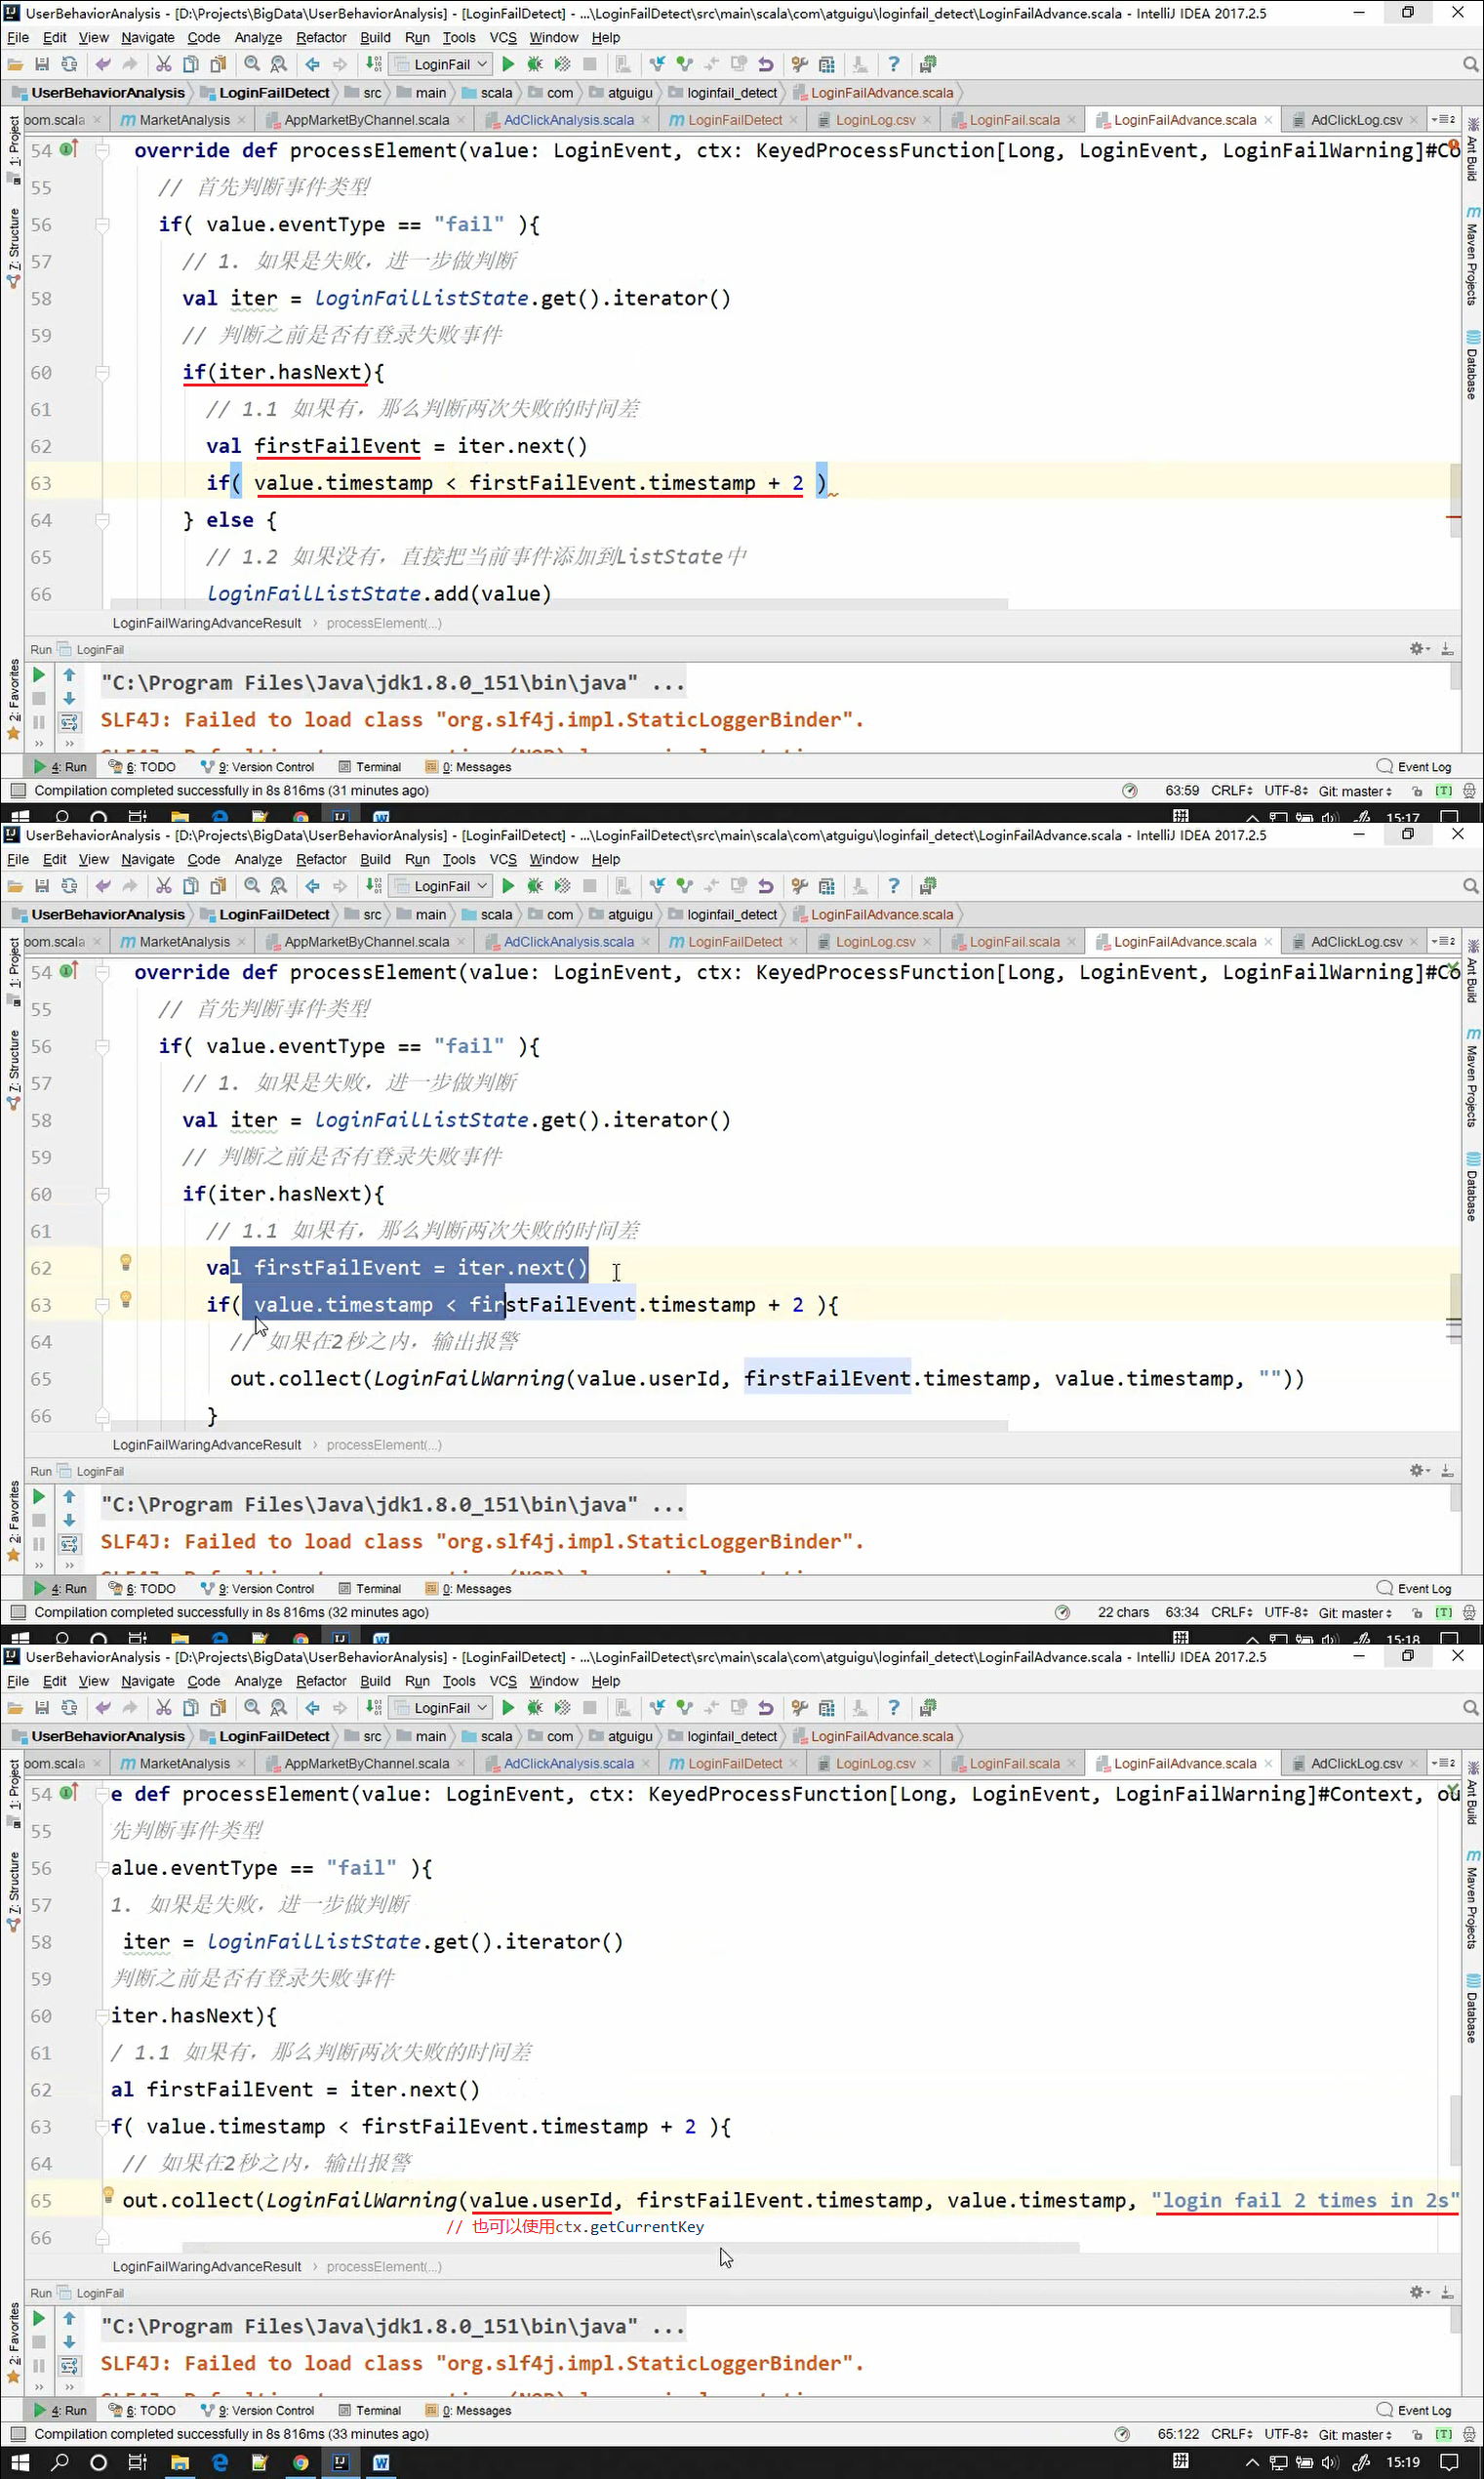 UserBehaviorAnalysis - [D:\Projects\BigData\UserBehaviorAnalysis] - [LoginFailDetect] - ...\LoginFailDetect\src\main\scala\com\atguigu\loginfail_detect\LoginFailAdvance.scala - IntelliJ IDEA 2017.2.5
File Edit View Navigate Code Analyze Refactor Build Run Tools VCS Window Help
LoginFail
UserBehaviorAnalysis LoginFailDetect src main scala com atguigu loginfail_detect LoginFailAdvance.scala
oom.scala MarketAnalysis AppMarketByChannel.scala AdClickAnalysis.scala LoginFailDetect LoginLog.csv LoginFail.scala LoginFailAdvance.scala AdClickLog.csv
1: Project
7: Structure
2: Favorites
Ant Build
Maven Projects
Database
54 override def processElement(value: LoginEvent, ctx: KeyedProcessFunction[Long, LoginEvent, LoginFailWarning]#Co
55 // 首先判断事件类型
56 if( value.eventType == "fail" ){
57 // 1. 如果是失败，进一步做判断
58 val iter = loginFailListState.get().iterator()
59 // 判断之前是否有登录失败事件
60 if(iter.hasNext){
61 // 1.1 如果有，那么判断两次失败的时间差
62 val firstFailEvent = iter.next()
63 if( value.timestamp < firstFailEvent.timestamp + 2 )
64 } else {
65 // 1.2 如果没有，直接把当前事件添加到ListState中
66 loginFailListState.add(value)
LoginFailWaringAdvanceResult processElement(...)
Run LoginFail
"C:\Program Files\Java\jdk1.8.0_151\bin\java" ...
SLF4J: Failed to load class "org.slf4j.impl.StaticLoggerBinder".
4: Run 6: TODO 9: Version Control Terminal 0: Messages Event Log
Compilation completed successfully in 8s 816ms (31 minutes ago) 63:59 CRLF UTF-8 Git: master [T]
15:17
UserBehaviorAnalysis - [D:\Projects\BigData\UserBehaviorAnalysis] - [LoginFailDetect] - ...\LoginFailDetect\src\main\scala\com\atguigu\loginfail_detect\LoginFailAdvance.scala - IntelliJ IDEA 2017.2.5
File Edit View Navigate Code Analyze Refactor Build Run Tools VCS Window Help
LoginFail
UserBehaviorAnalysis LoginFailDetect src main scala com atguigu loginfail_detect LoginFailAdvance.scala
oom.scala MarketAnalysis AppMarketByChannel.scala AdClickAnalysis.scala LoginFailDetect LoginLog.csv LoginFail.scala LoginFailAdvance.scala AdClickLog.csv
1: Project
7: Structure
2: Favorites
Ant Build
Maven Projects
Database
54 override def processElement(value: LoginEvent, ctx: KeyedProcessFunction[Long, LoginEvent, LoginFailWarning]#Co
55 // 首先判断事件类型
56 if( value.eventType == "fail" ){
57 // 1. 如果是失败，进一步做判断
58 val iter = loginFailListState.get().iterator()
59 // 判断之前是否有登录失败事件
60 if(iter.hasNext){
61 // 1.1 如果有，那么判断两次失败的时间差
62 val firstFailEvent = iter.next()
63 if( value.timestamp < firstFailEvent.timestamp + 2 ){
64 // 如果在2秒之内，输出报警
65 out.collect(LoginFailWarning(value.userId, firstFailEvent.timestamp, value.timestamp, ""))
66 }
LoginFailWaringAdvanceResult processElement(...)
Run LoginFail
"C:\Program Files\Java\jdk1.8.0_151\bin\java" ...
SLF4J: Failed to load class "org.slf4j.impl.StaticLoggerBinder".
4: Run 6: TODO 9: Version Control Terminal 0: Messages Event Log
Compilation completed successfully in 8s 816ms (32 minutes ago) 22 chars 63:34 CRLF UTF-8 Git: master [T]
15:18
UserBehaviorAnalysis - [D:\Projects\BigData\UserBehaviorAnalysis] - [LoginFailDetect] - ...\LoginFailDetect\src\main\scala\com\atguigu\loginfail_detect\LoginFailAdvance.scala - IntelliJ IDEA 2017.2.5
File Edit View Navigate Code Analyze Refactor Build Run Tools VCS Window Help
LoginFail
UserBehaviorAnalysis LoginFailDetect src main scala com atguigu loginfail_detect LoginFailAdvance.scala
oom.scala MarketAnalysis AppMarketByChannel.scala AdClickAnalysis.scala LoginFailDetect LoginLog.csv LoginFail.scala LoginFailAdvance.scala AdClickLog.csv
1: Project
7: Structure
2: Favorites
Ant Build
Maven Projects
Database
54 e def processElement(value: LoginEvent, ctx: KeyedProcessFunction[Long, LoginEvent, LoginFailWarning]#Context, ou
55 先判断事件类型
56 alue.eventType == "fail" ){
57 1. 如果是失败，进一步做判断
58 iter = loginFailListState.get().iterator()
59 判断之前是否有登录失败事件
60 iter.hasNext){
61 / 1.1 如果有，那么判断两次失败的时间差
62 al firstFailEvent = iter.next()
63 f( value.timestamp < firstFailEvent.timestamp + 2 ){
64 // 如果在2秒之内，输出报警
65 out.collect(LoginFailWarning(value.userId, firstFailEvent.timestamp, value.timestamp, "login fail 2 times in 2s"
// 也可以使用ctx.getCurrentKey
66
LoginFailWaringAdvanceResult processElement(...)
Run LoginFail
"C:\Program Files\Java\jdk1.8.0_151\bin\java" ...
SLF4J: Failed to load class "org.slf4j.impl.StaticLoggerBinder".
4: Run 6: TODO 9: Version Control Terminal 0: Messages Event Log
Compilation completed successfully in 8s 816ms (33 minutes ago) 65:122 CRLF UTF-8 Git: master [T]
拼 15:19